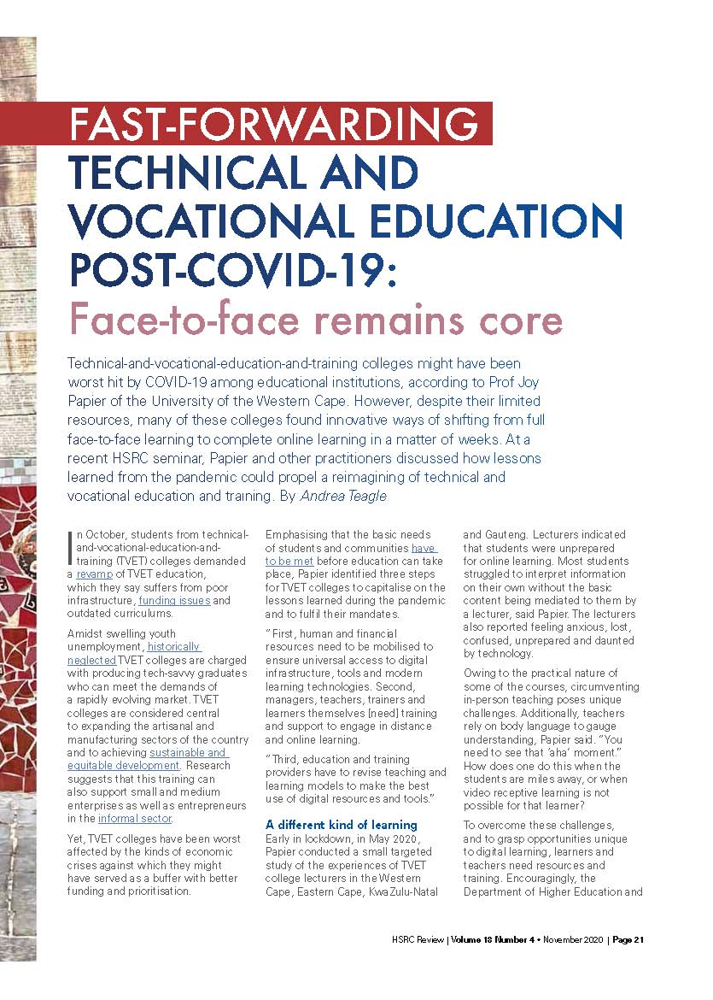 FAST-FORWARDING
TECHNICAL AND
VOCATIONAL EDUCATION
POST-COVID-19:
Face-to-face remains core
Technical-and-vocational-education-and-training colleges might have been
worst hit by COVID-19 among educational institutions, according to Prof Joy
Papier of the University of the Western Cape. However, despite their limited
resources, many of these colleges found innovative ways of shifting from full
face-to-face learning to complete online learning in a matter of weeks. At a
recent HSRC seminar, Papier and other practitioners discussed how lessons
learned from the pandemic could propel a reimagining of technical and
vocational education and training. By Andrea Teagle
In October, students from technical-
and-vocational-education-and-
training (TVET) colleges demanded
a revamp of TVET education,
which they say suffers from poor
infrastructure, funding issues and
outdated curriculums.
Amidst swelling youth
unemployment, historically
neglected TVET colleges are charged
with producing tech-savvy graduates
who can meet the demands of
a rapidly evolving market. TVET
colleges are considered central
to expanding the artisanal and
manufacturing sectors of the country
and to achieving sustainable and
equitable development. Research
suggests that this training can
also support small and medium
enterprises as well as entrepreneurs
in the informal sector.
Yet, TVET colleges have been worst
affected by the kinds of economic
crises against which they might
have served as a buffer with better
funding and prioritisation.
Emphasising that the basic needs
of students and communities have
to be met before education can take
place, Papier identified three steps
for TVET colleges to capitalise on the
lessons learned during the pandemic
and to fulfil their mandates.
“First, human and financial
resources need to be mobilised to
ensure universal access to digital
infrastructure, tools and modern
learning technologies. Second,
managers, teachers, trainers and
learners themselves [need] training
and support to engage in distance
and online learning.
“Third, education and training
providers have to revise teaching and
learning models to make the best
use of digital resources and tools.”
A different kind of learning
Early in lockdown, in May 2020,
Papier conducted a small targeted
study of the experiences of TVET
college lecturers in the Western
Cape, Eastern Cape, KwaZulu-Natal
and Gauteng. Lecturers indicated
that students were unprepared
for online learning. Most students
struggled to interpret information
on their own without the basic
content being mediated to them by
a lecturer, said Papier. The lecturers
also reported feeling anxious, lost,
confused, unprepared and daunted
by technology.
Owing to the practical nature of
some of the courses, circumventing
in-person teaching poses unique
challenges. Additionally, teachers
rely on body language to gauge
understanding, Papier said. “You
need to see that ‘aha’ moment.”
How does one do this when the
students are miles away, or when
video receptive learning is not
possible for that learner?
To overcome these challenges,
and to grasp opportunities unique
to digital learning, learners and
teachers need resources and
training. Encouragingly, the
Department of Higher Education and
HSRC Review | Volume 18 Number 4 • November 2020 | Page 21